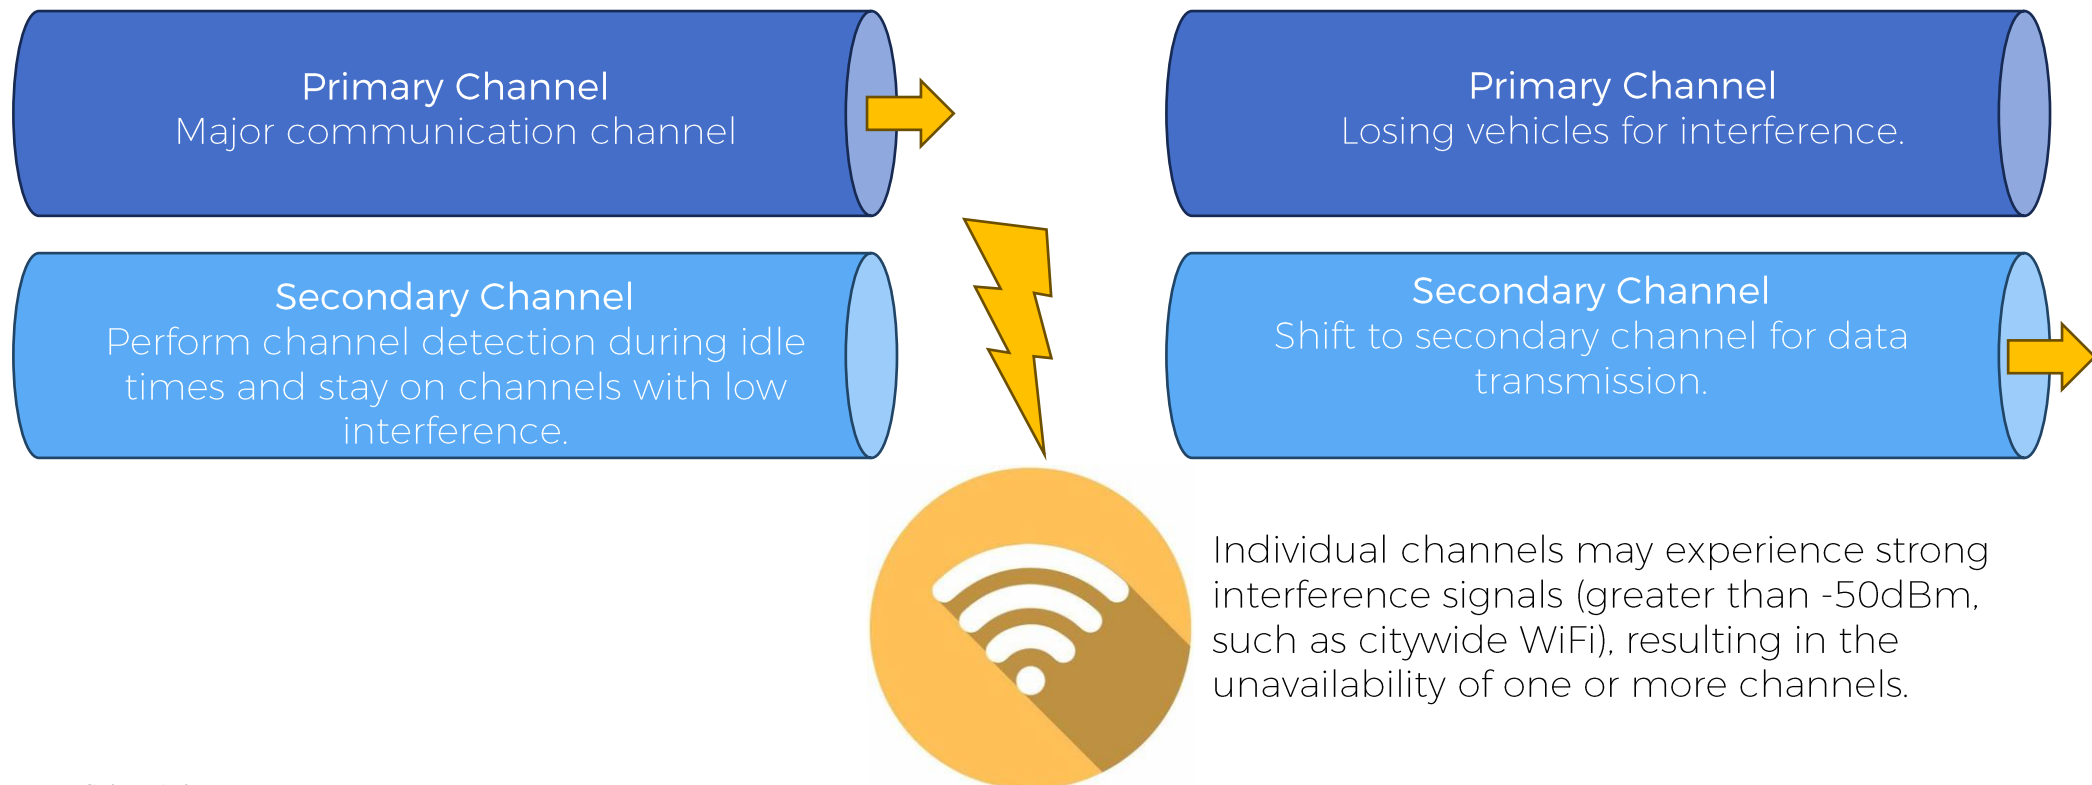 Primary Channel
Major communication channel
Secondary Channel
Perform channel detection during idle
times and stay on channels with low
interference.
Primary Channel
Losing vehicles for interference.
Secondary Channel
Shift to secondary channel for data
transmission.
Individual channels may experience strong
interference signals (greater than -50dBm,
such as citywide WiFi), resulting in the
unavailability of one or more channels.